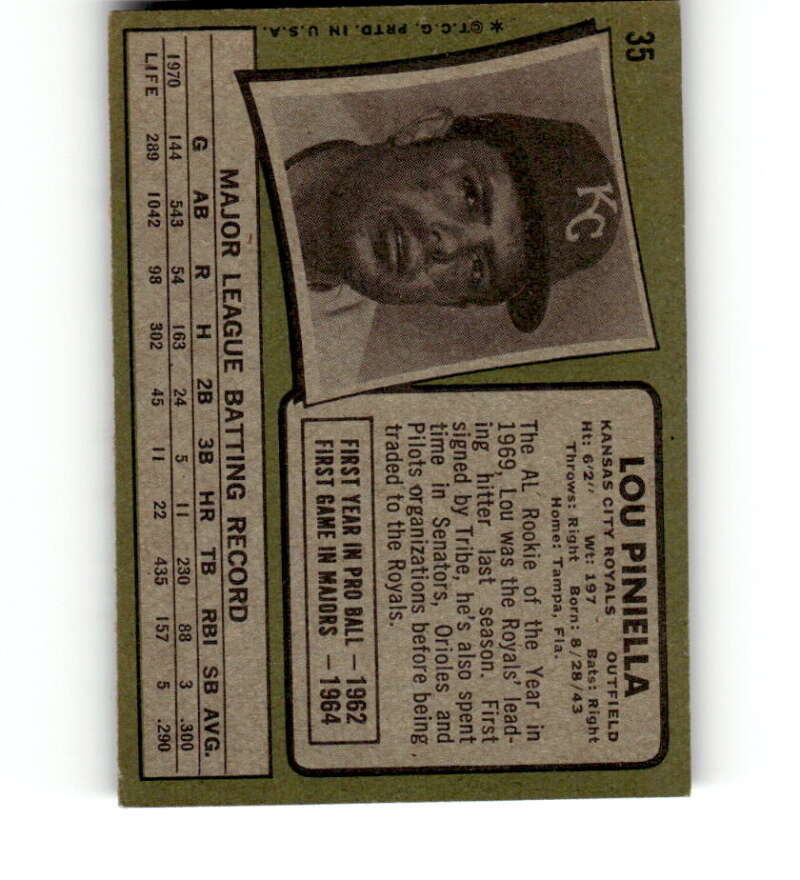 35
*©T.C.G. PRTD. IN U.S.A.
KC
LOU PINIELLA
KANSAS CITY ROYALS OUTFIELD
Ht: 6'2" Wt: 197 Bats: Right
Throws: Right Born: 8/28/43
Home: Tampa, Fla.
The AL Rookie of the Year in
1969, Lou was the Royals' lead-
ing hitter last season. First
signed by Tribe, he's also spent
time in Senators, Orioles and
Pilots organizations before being
traded to the Royals.
FIRST YEAR IN PRO BALL — 1962
FIRST GAME IN MAJORS — 1964
MAJOR LEAGUE BATTING RECORD
G AB R H 2B 3B HR TB RBI SB AVG.
1970 144 543 54 163 24 5 11 230 88 3 .300
LIFE 289 1042 98 302 45 11 22 435 157 5 .290